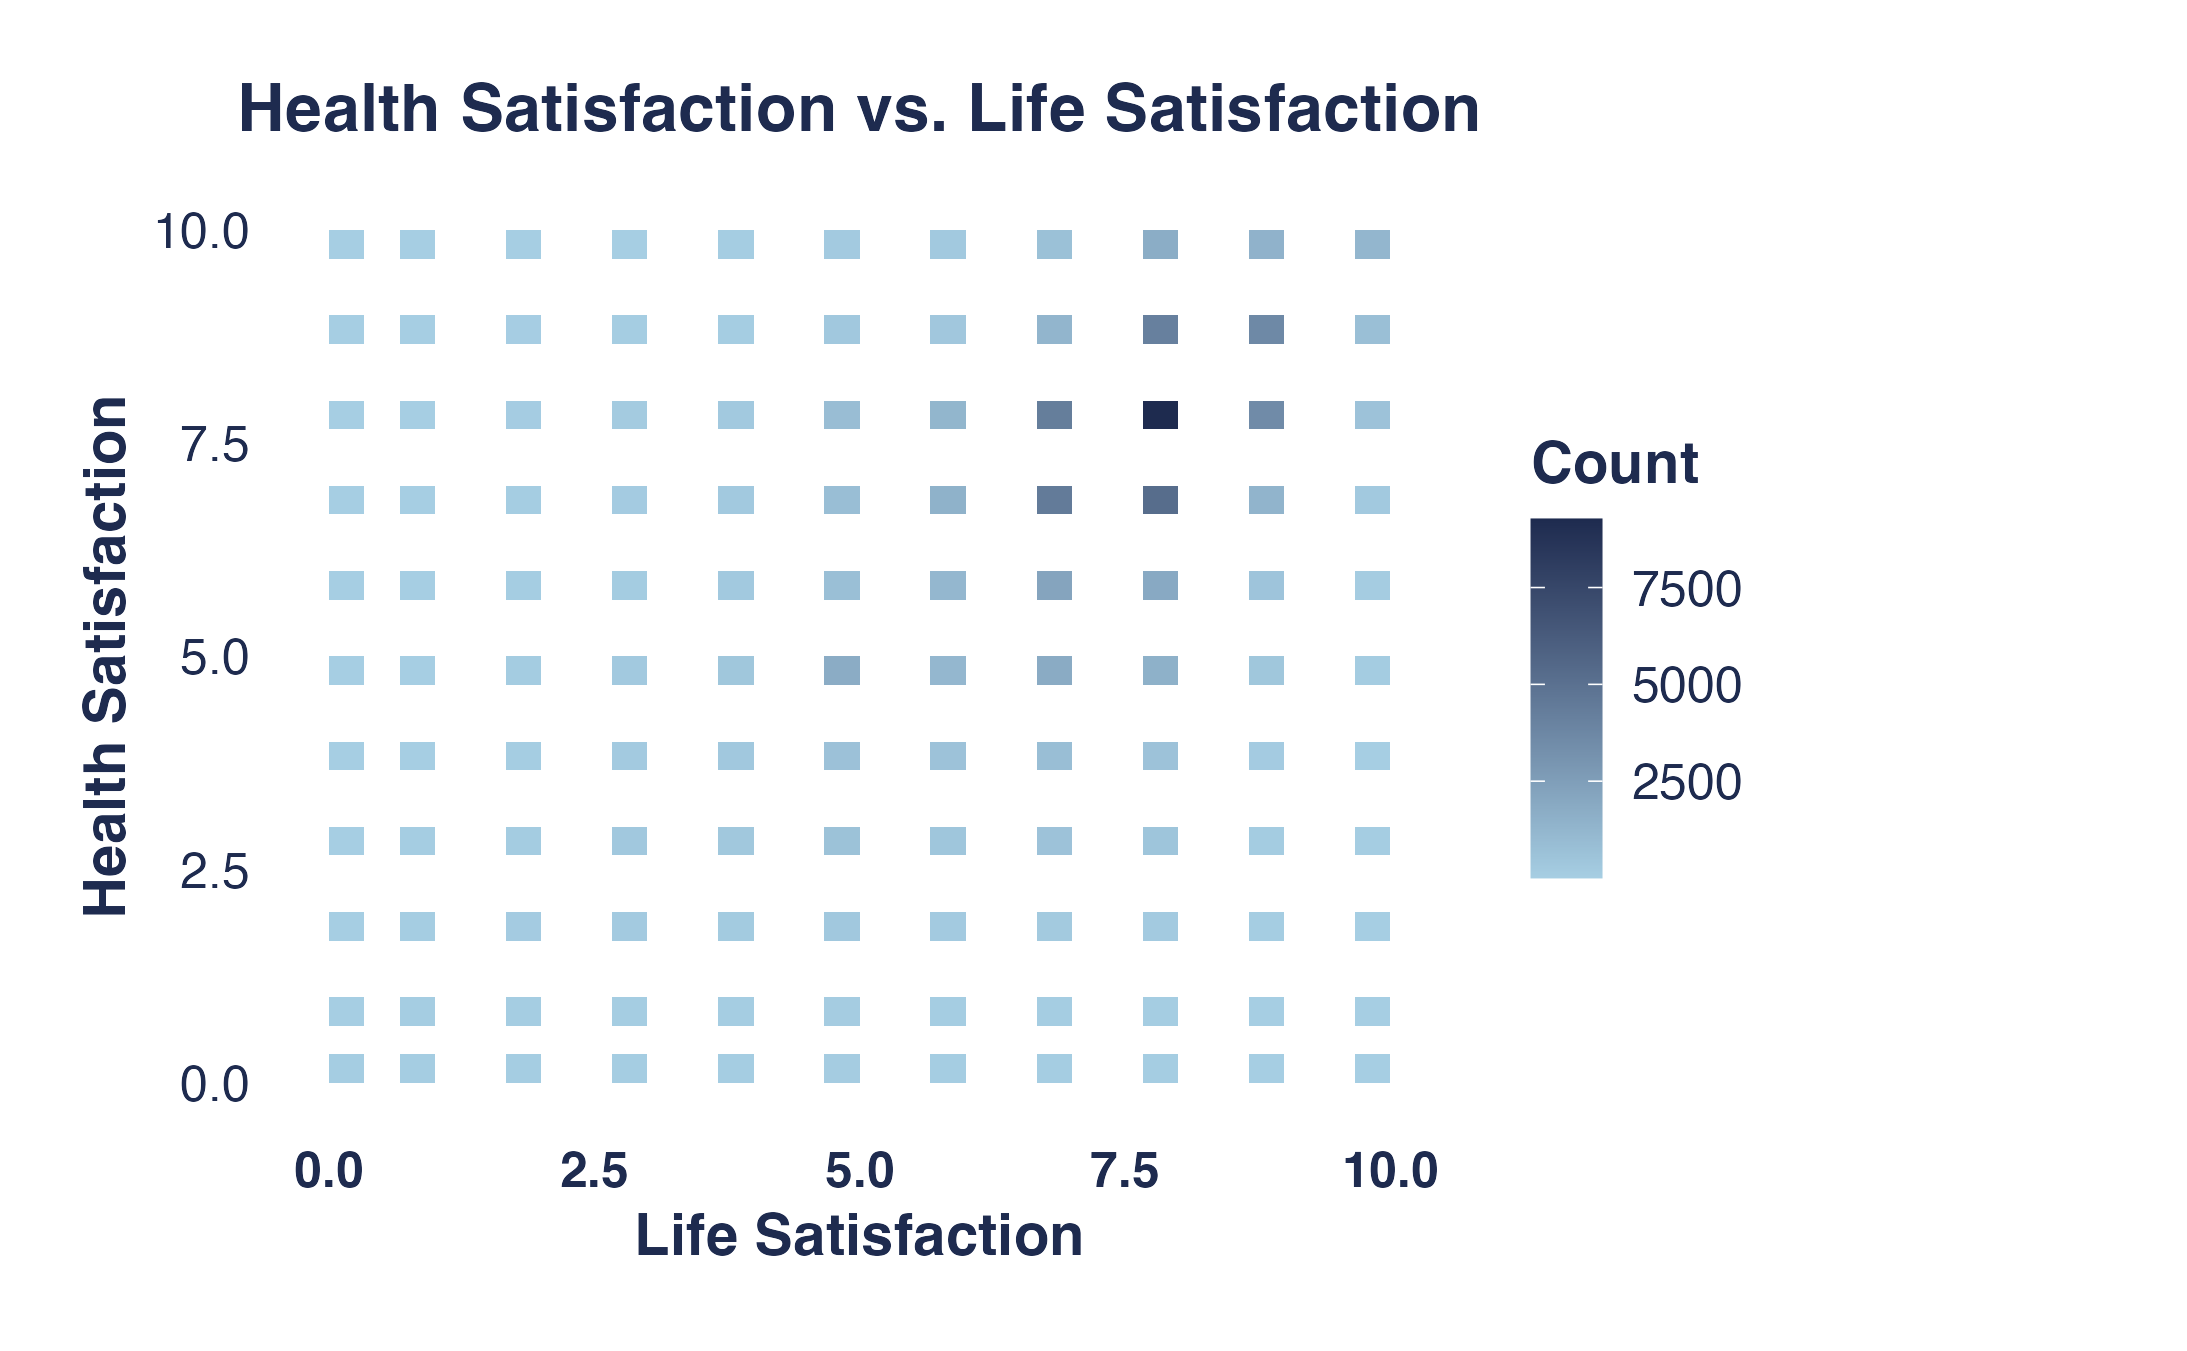 Health Satisfaction vs. Life Satisfaction
10.0
7.5
5.0
2.5
0.0
Health Satisfaction
0.0 2.5 5.0 7.5 10.0
Life Satisfaction
Count
7500
5000
2500